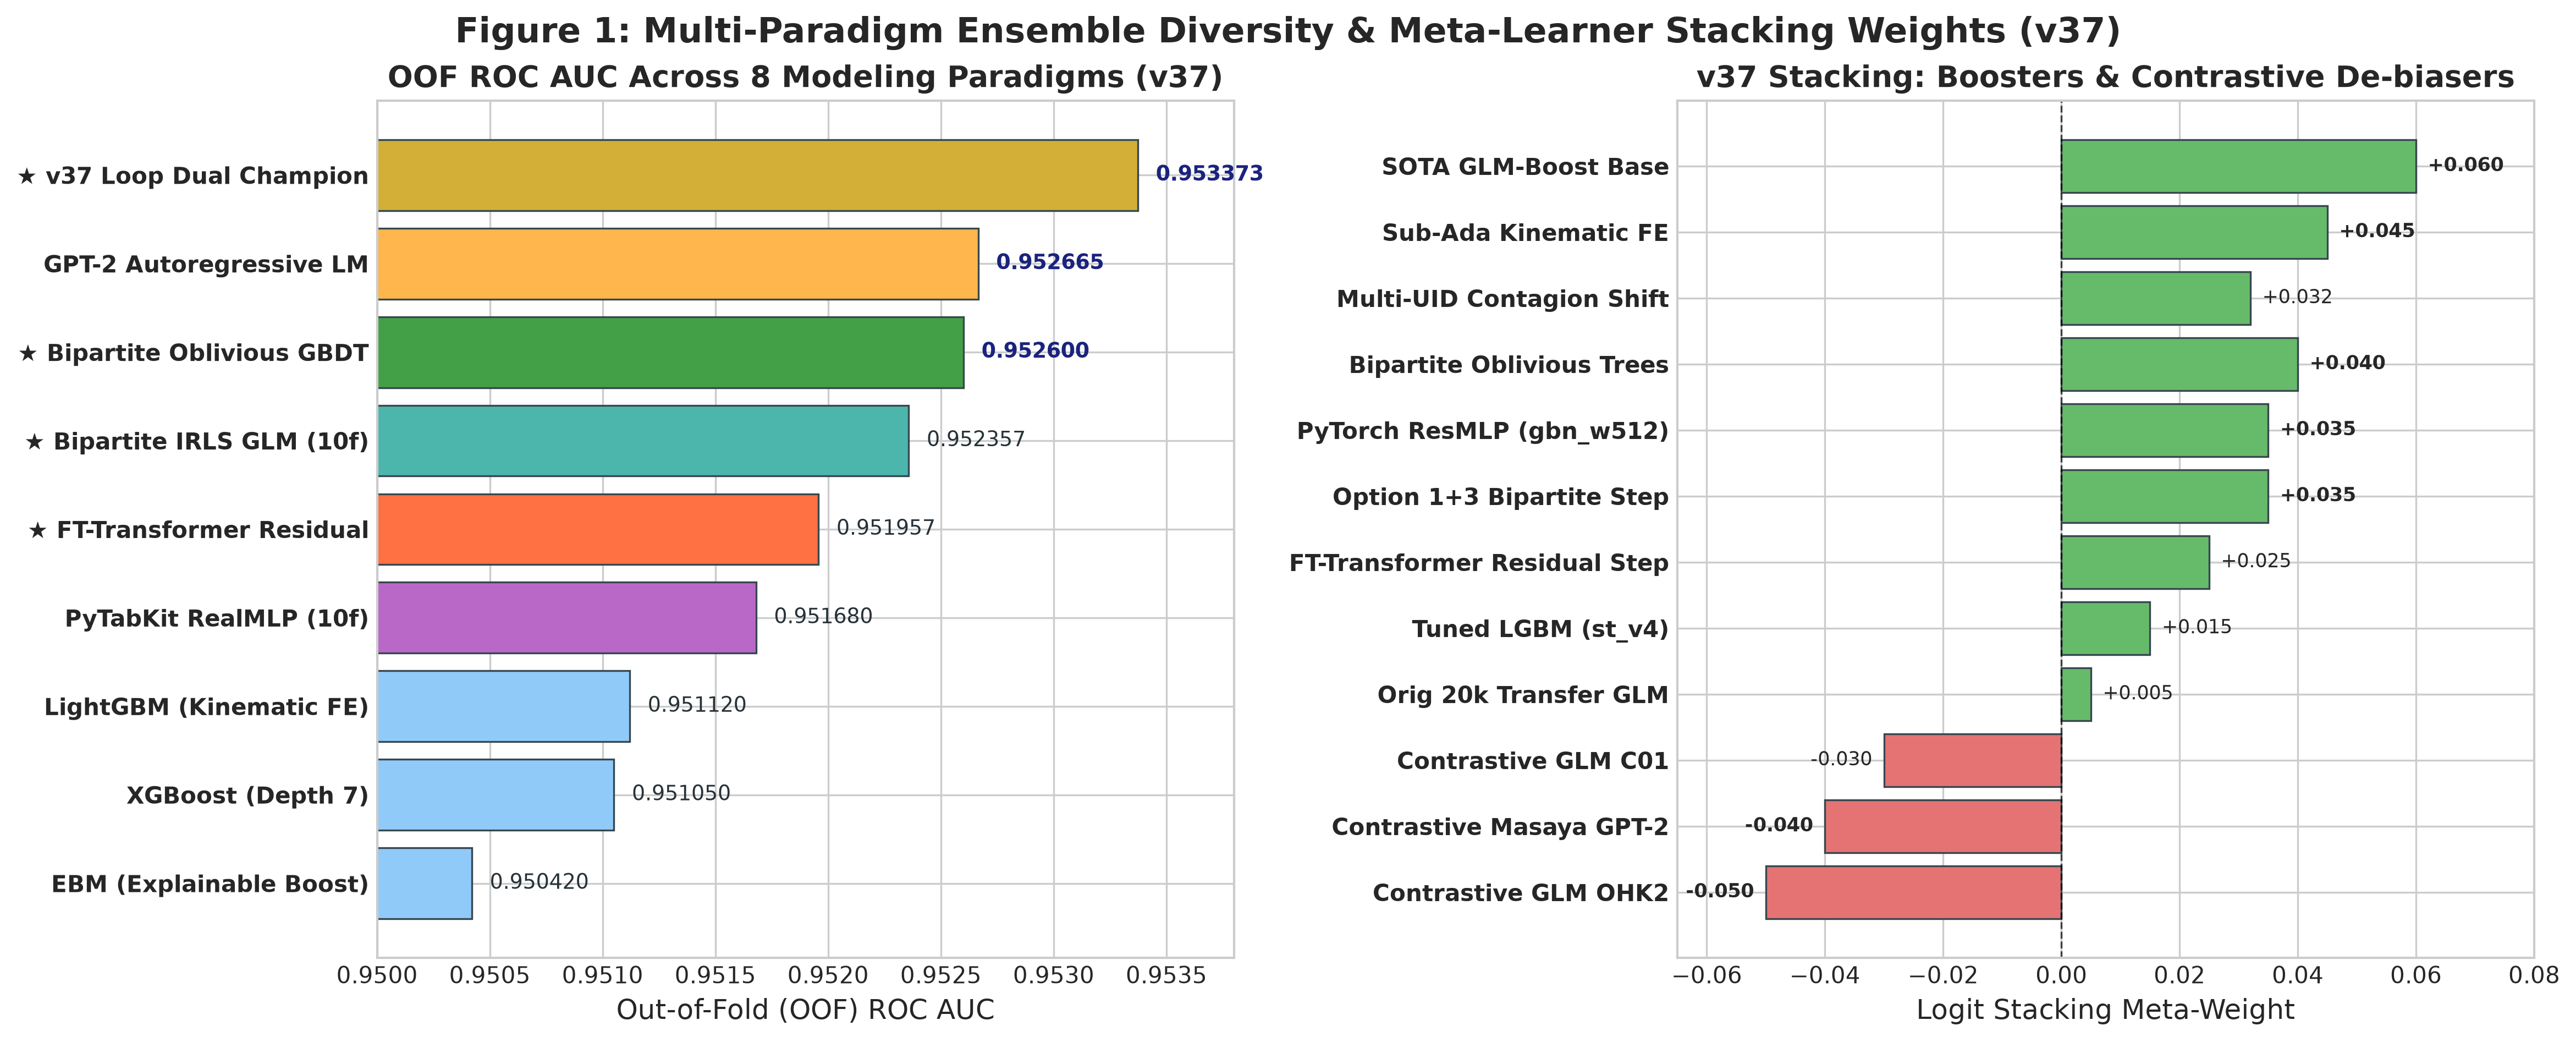 Figure 1: Multi-Paradigm Ensemble Diversity & Meta-Learner Stacking Weights (v37)
OOF ROC AUC Across 8 Modeling Paradigms (v37)
★ v37 Loop Dual Champion 0.953373
GPT-2 Autoregressive LM 0.952665
★ Bipartite Oblivious GBDT 0.952600
★ Bipartite IRLS GLM (10f) 0.952357
★ FT-Transformer Residual 0.951957
PyTabKit RealMLP (10f) 0.951680
LightGBM (Kinematic FE) 0.951120
XGBoost (Depth 7) 0.951050
EBM (Explainable Boost) 0.950420
0.9500 0.9505 0.9510 0.9515 0.9520 0.9525 0.9530 0.9535
Out-of-Fold (OOF) ROC AUC
v37 Stacking: Boosters & Contrastive De-biasers
SOTA GLM-Boost Base +0.060
Sub-Ada Kinematic FE +0.045
Multi-UID Contagion Shift +0.032
Bipartite Oblivious Trees +0.040
PyTorch ResMLP (gbn_w512) +0.035
Option 1+3 Bipartite Step +0.035
FT-Transformer Residual Step +0.025
Tuned LGBM (st_v4) +0.015
Orig 20k Transfer GLM +0.005
Contrastive GLM C01 -0.030
Contrastive Masaya GPT-2 -0.040
Contrastive GLM OHK2 -0.050
−0.06 −0.04 −0.02 0.00 0.02 0.04 0.06 0.08
Logit Stacking Meta-Weight